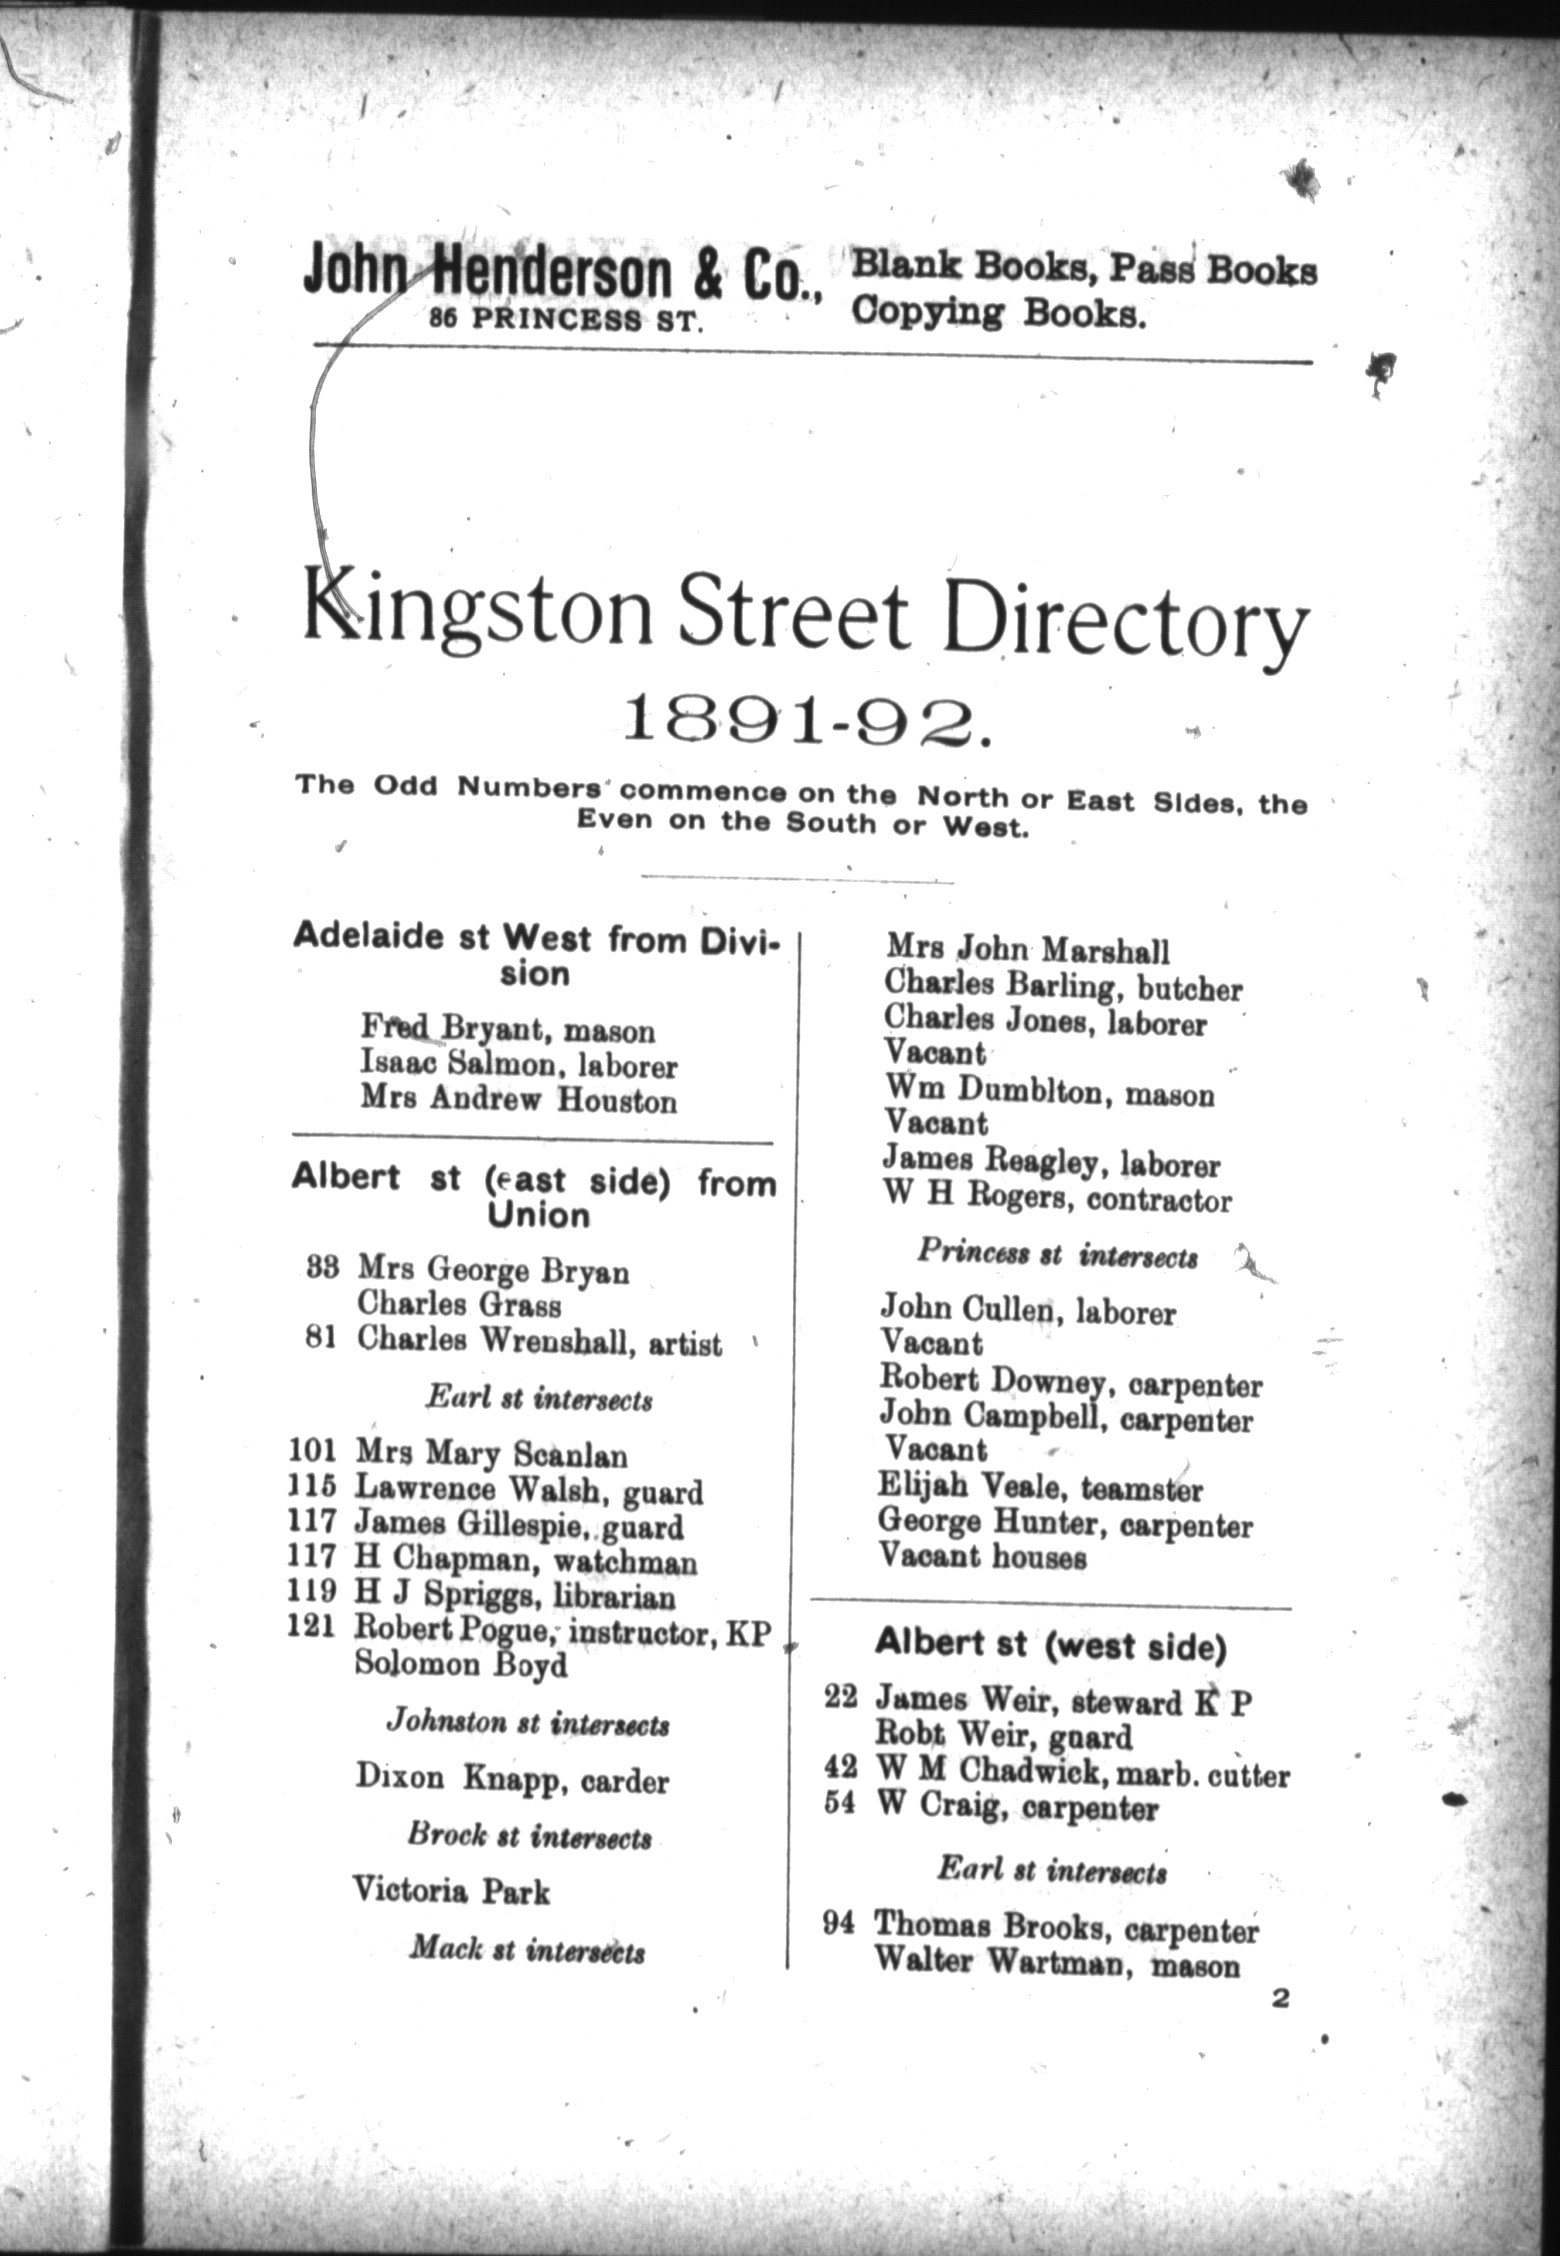 John Henderson & Co., Blank Books, Pass Books
86 PRINCESS ST. Copying Books.
Kingston Street Directory
1891-92.
The Odd Numbers commence on the North or East Sides, the
Even on the South or West.
Adelaide st West from Divi-
sion
Fred Bryant, mason
Isaac Salmon, laborer
Mrs Andrew Houston
Albert st (east side) from
Union
33 Mrs George Bryan
Charles Grass
81 Charles Wrenshall, artist
Earl st intersects
101 Mrs Mary Scanlan
115 Lawrence Walsh, guard
117 James Gillespie, guard
117 H Chapman, watchman
119 H J Spriggs, librarian
121 Robert Pogue, instructor, KP
Solomon Boyd
Johnston st intersects
Dixon Knapp, carder
Brock st intersects
Victoria Park
Mack st intersects
Mrs John Marshall
Charles Barling, butcher
Charles Jones, laborer
Vacant
Wm Dumblton, mason
Vacant
James Reagley, laborer
W H Rogers, contractor
Princess st intersects
John Cullen, laborer
Vacant
Robert Downey, carpenter
John Campbell, carpenter
Vacant
Elijah Veale, teamster
George Hunter, carpenter
Vacant houses
Albert st (west side)
22 James Weir, steward K P
Robt Weir, guard
42 W M Chadwick, marb. cutter
54 W Craig, carpenter
Earl st intersects
94 Thomas Brooks, carpenter
Walter Wartman, mason
2